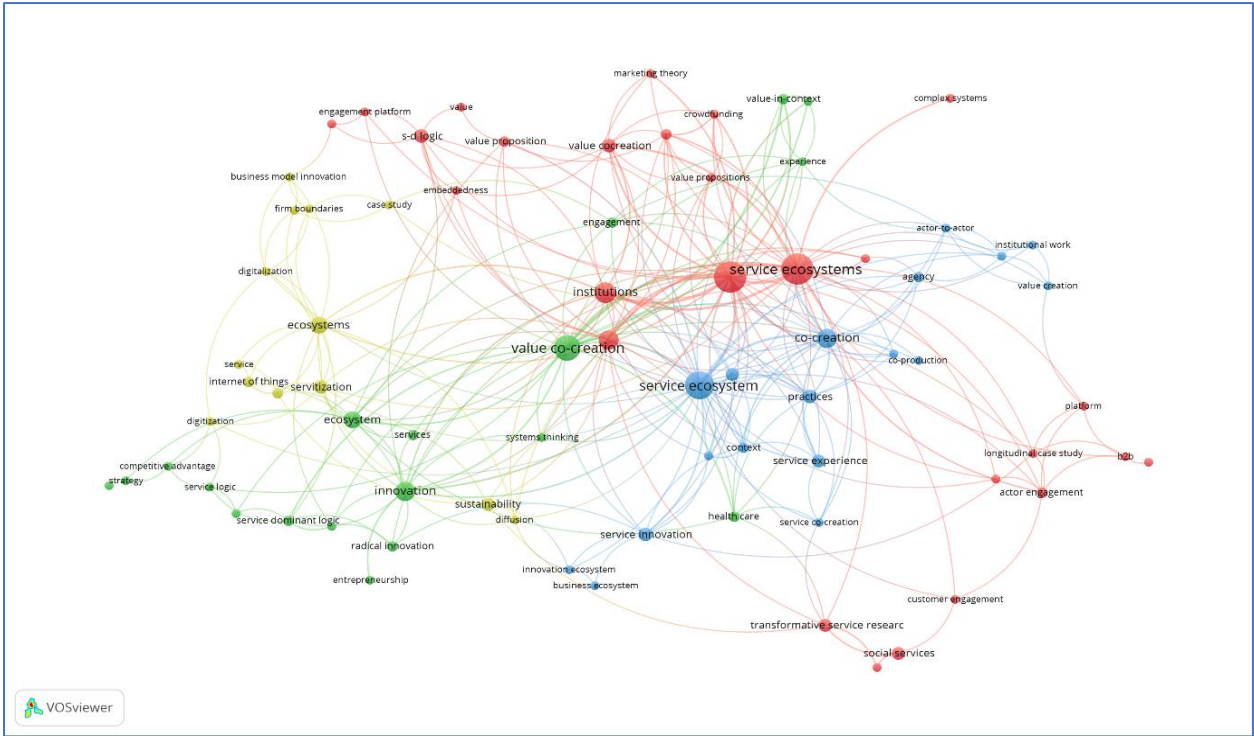 marketing theory
value-in-context
complex systems
value
engagement platform
crowdfunding
s-d logic
value proposition
value cocreation
experience
business model innovation
value propositions
embeddedness
case study
firm boundaries
engagement
actor-to-actor
institutional work
digitalization
service ecosystems
agency
value creation
institutions
ecosystems
co-creation
value co-creation
co-production
service
internet of things
servitization
service ecosystem
practices
platform
digitization
ecosystem
services
systems thinking
context
longitudinal case study
b2b
competitive advantage
service experience
strategy
service logic
innovation
actor engagement
sustainability
health care
service dominant logic
diffusion
service co-creation
service innovation
radical innovation
innovation ecosystem
entrepreneurship
business ecosystem
customer engagement
transformative service researc
social services
VOSviewer